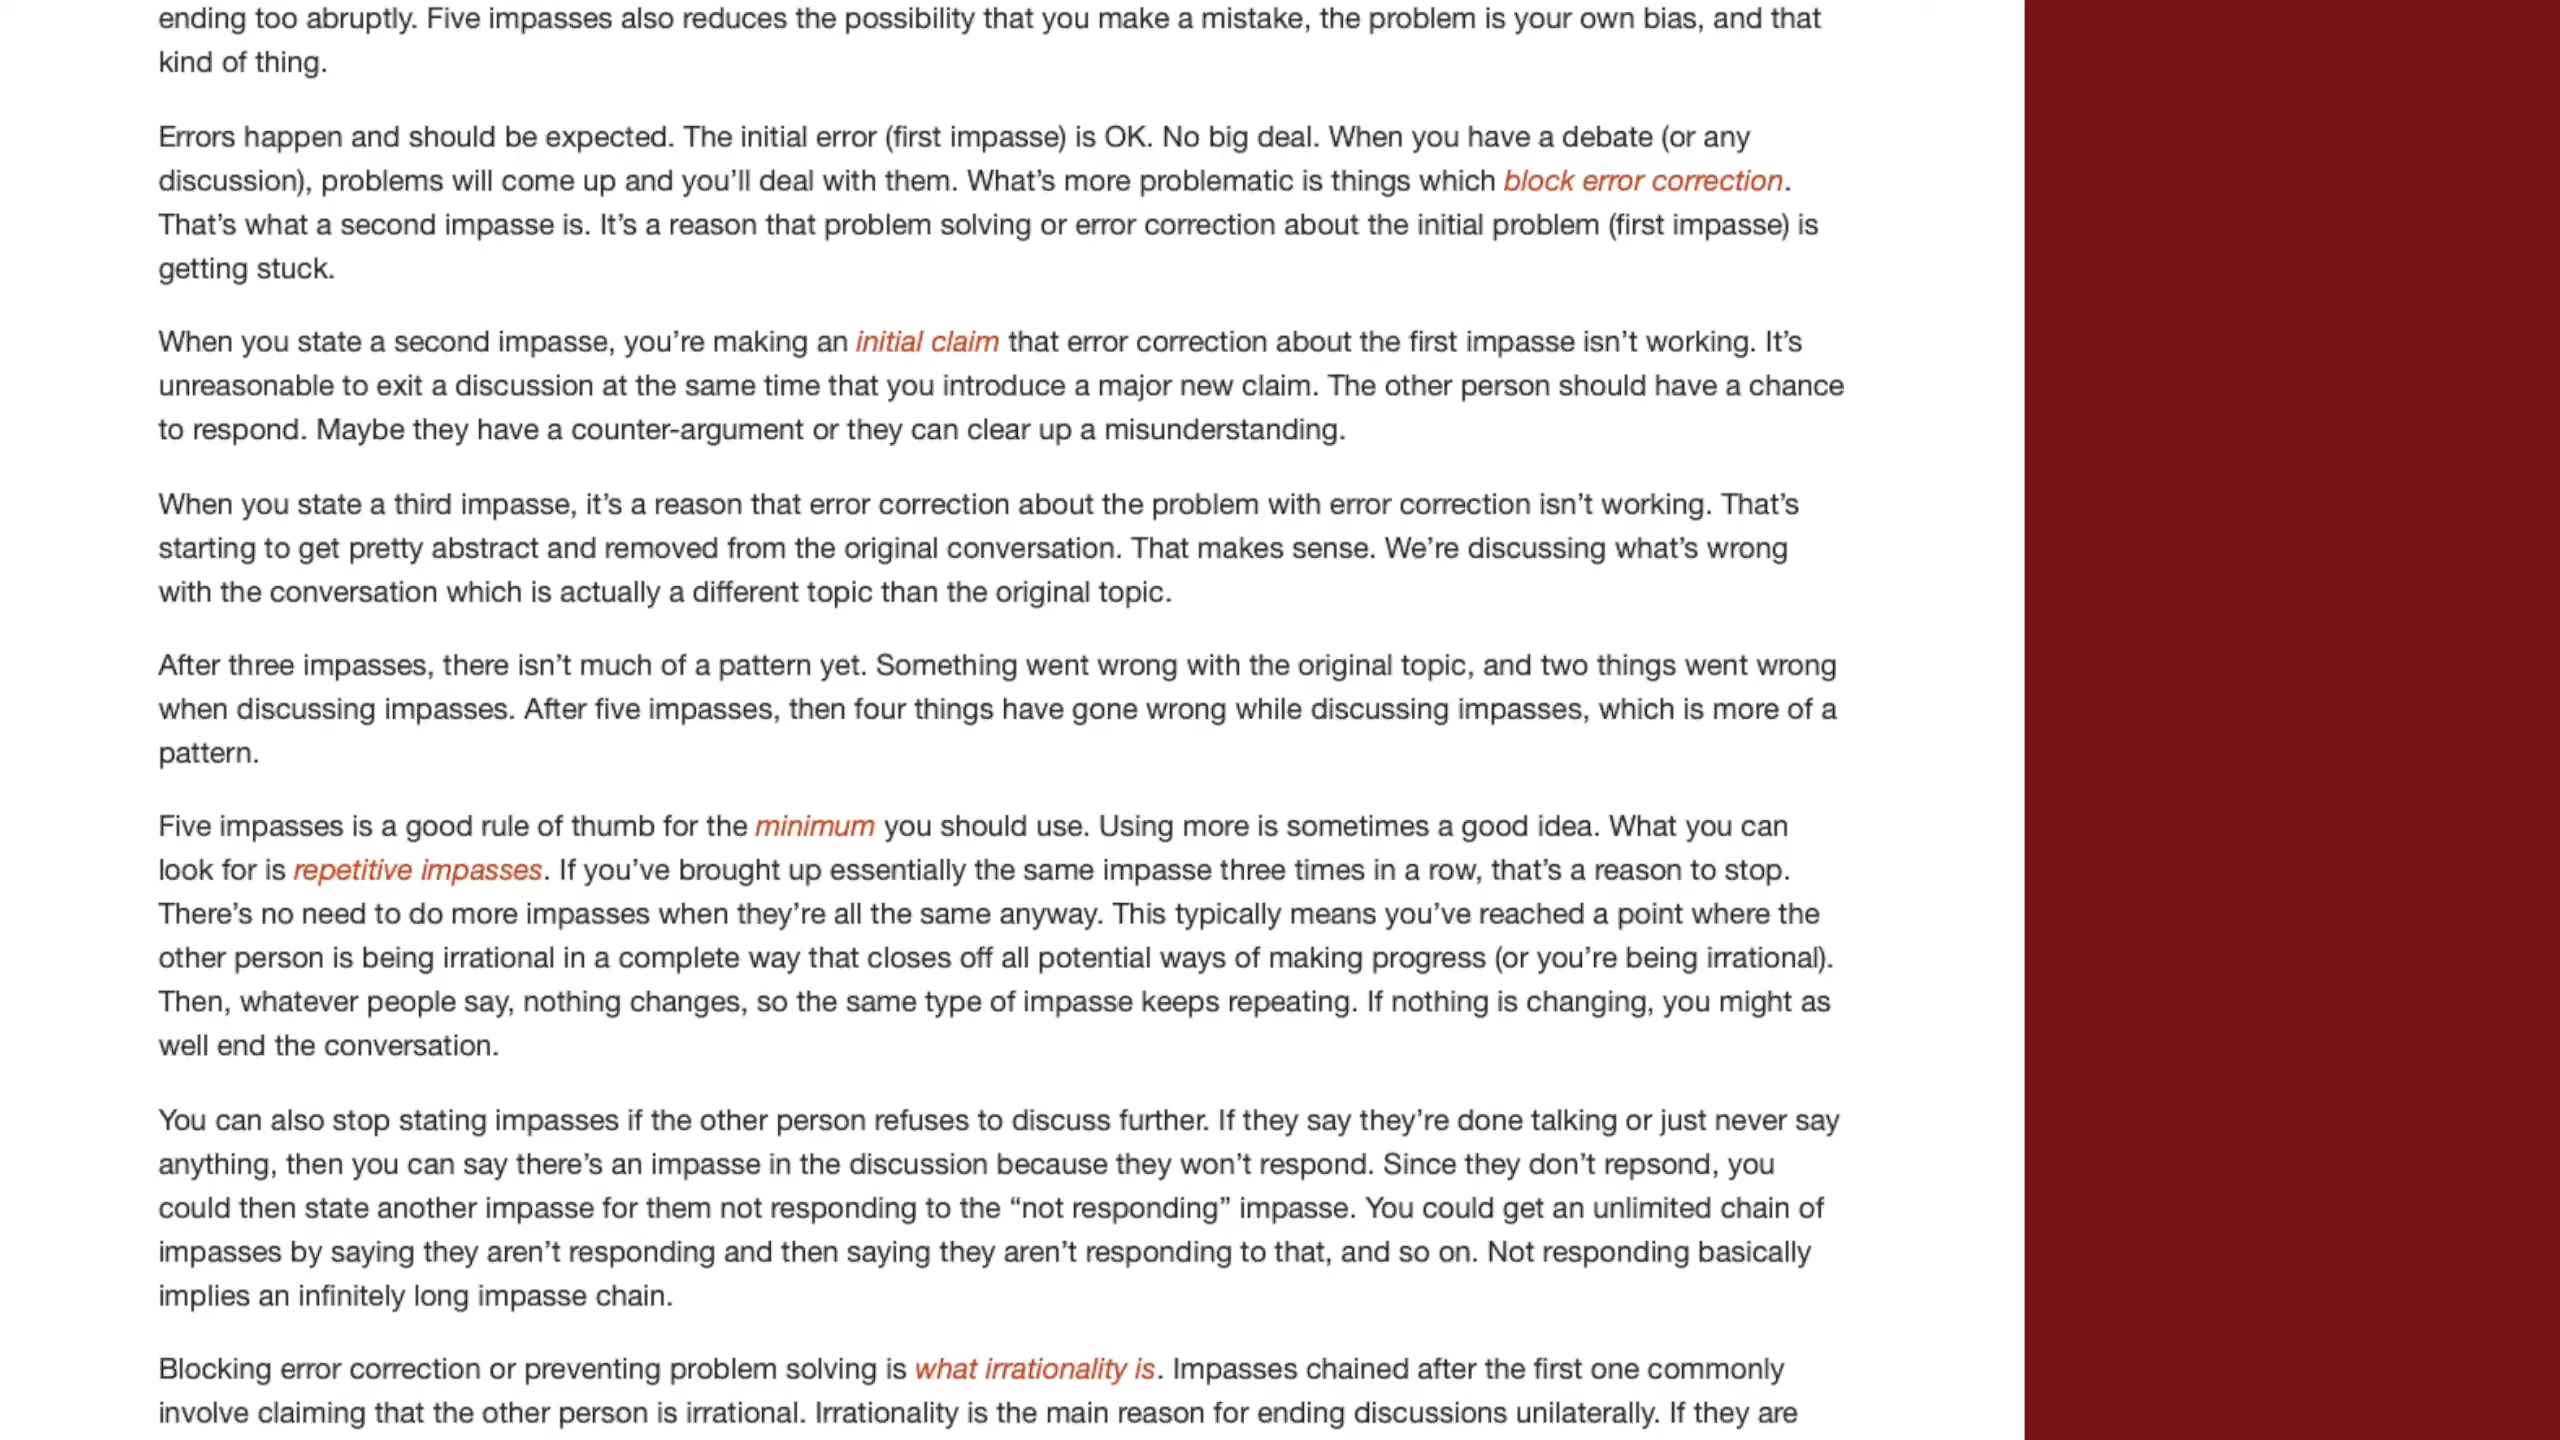 ending too abruptly. Five impasses also reduces the possibility that you make a mistake, the problem is your own bias, and that
kind of thing.
Errors happen and should be expected. The initial error (first impasse) is OK. No big deal. When you have a debate (or any
discussion), problems will come up and you’ll deal with them. What’s more problematic is things which block error correction.
That’s what a second impasse is. It’s a reason that problem solving or error correction about the initial problem (first impasse) is
getting stuck.
When you state a second impasse, you’re making an initial claim that error correction about the first impasse isn’t working. It’s
unreasonable to exit a discussion at the same time that you introduce a major new claim. The other person should have a chance
to respond. Maybe they have a counter-argument or they can clear up a misunderstanding.
When you state a third impasse, it’s a reason that error correction about the problem with error correction isn’t working. That’s
starting to get pretty abstract and removed from the original conversation. That makes sense. We’re discussing what’s wrong
with the conversation which is actually a different topic than the original topic.
After three impasses, there isn’t much of a pattern yet. Something went wrong with the original topic, and two things went wrong
when discussing impasses. After five impasses, then four things have gone wrong while discussing impasses, which is more of a
pattern.
Five impasses is a good rule of thumb for the minimum you should use. Using more is sometimes a good idea. What you can
look for is repetitive impasses. If you’ve brought up essentially the same impasse three times in a row, that’s a reason to stop.
There’s no need to do more impasses when they’re all the same anyway. This typically means you’ve reached a point where the
other person is being irrational in a complete way that closes off all potential ways of making progress (or you’re being irrational).
Then, whatever people say, nothing changes, so the same type of impasse keeps repeating. If nothing is changing, you might as
well end the conversation.
You can also stop stating impasses if the other person refuses to discuss further. If they say they’re done talking or just never say
anything, then you can say there’s an impasse in the discussion because they won’t respond. Since they don’t repsond, you
could then state another impasse for them not responding to the “not responding” impasse. You could get an unlimited chain of
impasses by saying they aren’t responding and then saying they aren’t responding to that, and so on. Not responding basically
implies an infinitely long impasse chain.
Blocking error correction or preventing problem solving is what irrationality is. Impasses chained after the first one commonly
involve claiming that the other person is irrational. Irrationality is the main reason for ending discussions unilaterally. If they are